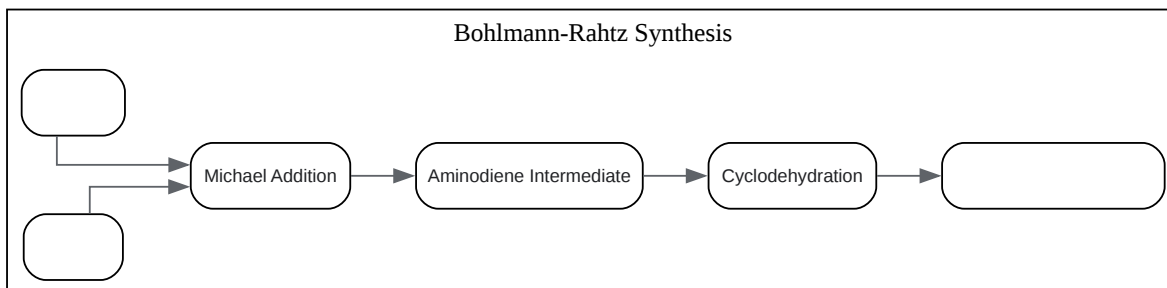 Bohlmann-Rahtz Synthesis
Michael Addition
Aminodiene Intermediate
Cyclodehydration